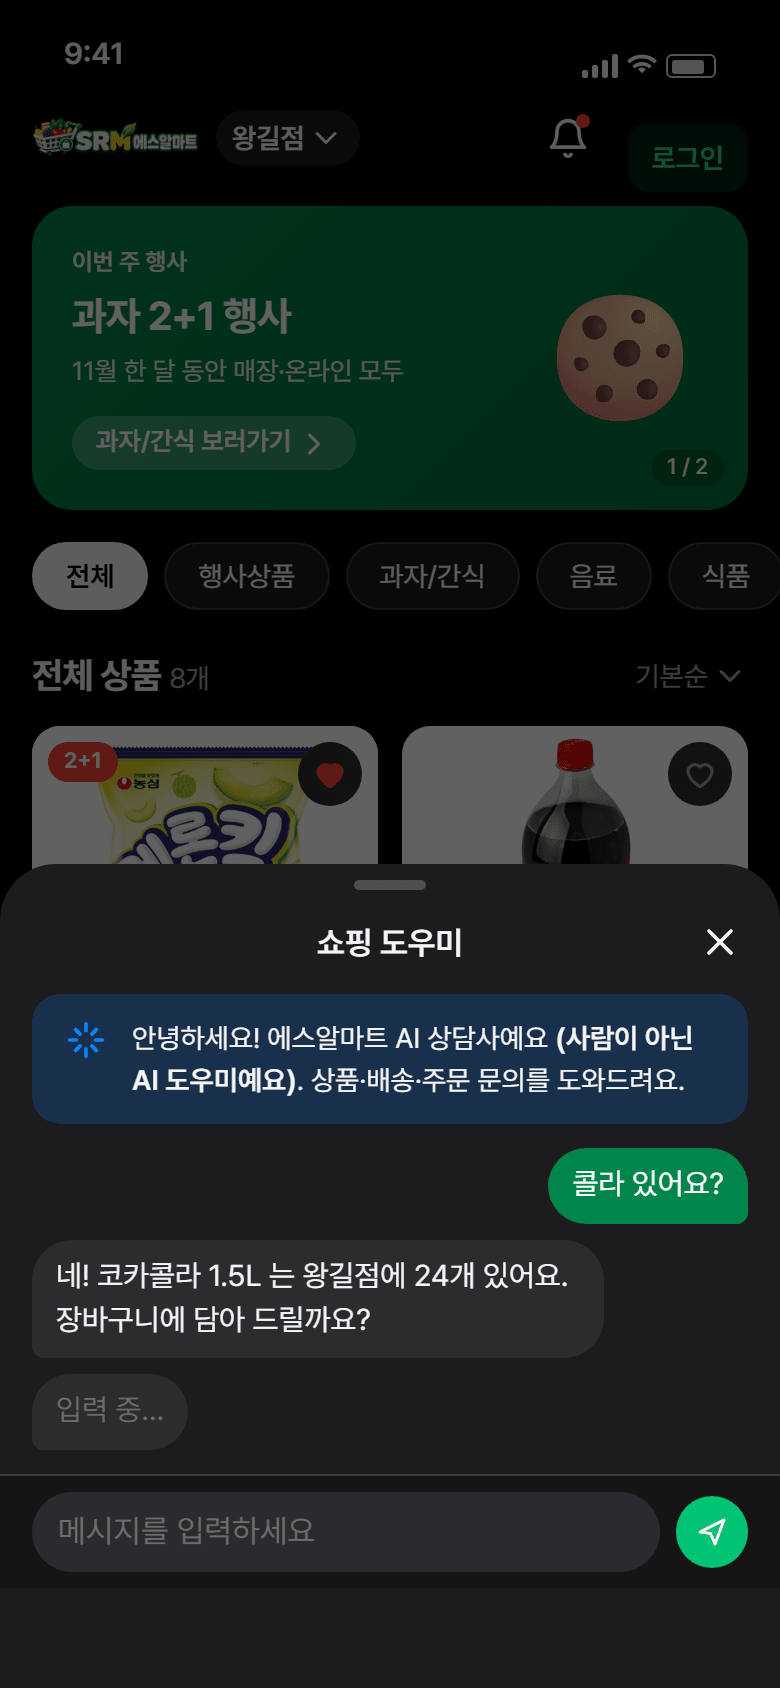 9:41
SRM 에스알마트
왕길점
로그인
이번 주 행사
과자 2+1 행사
11월 한 달 동안 매장·온라인 모두
과자/간식 보러가기
1 / 2
전체
행사상품
과자/간식
음료
식품
전체 상품 8개
기본순
2+1
농심
메론킥
쇼핑 도우미
안녕하세요! 에스알마트 AI 상담사예요 (사람이 아닌
AI 도우미예요). 상품·배송·주문 문의를 도와드려요.
콜라 있어요?
네! 코카콜라 1.5L 는 왕길점에 24개 있어요.
장바구니에 담아 드릴까요?
입력 중...
메시지를 입력하세요